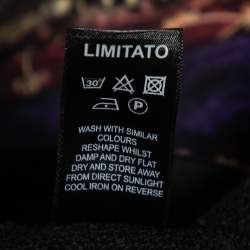 LIMITATO
30°
P
WASH WITH SIMILAR
COLOURS
RESHAPE WHILST
DAMP AND DRY FLAT
DRY AND STORE AWAY
FROM DIRECT SUNLIGHT
COOL IRON ON REVERSE